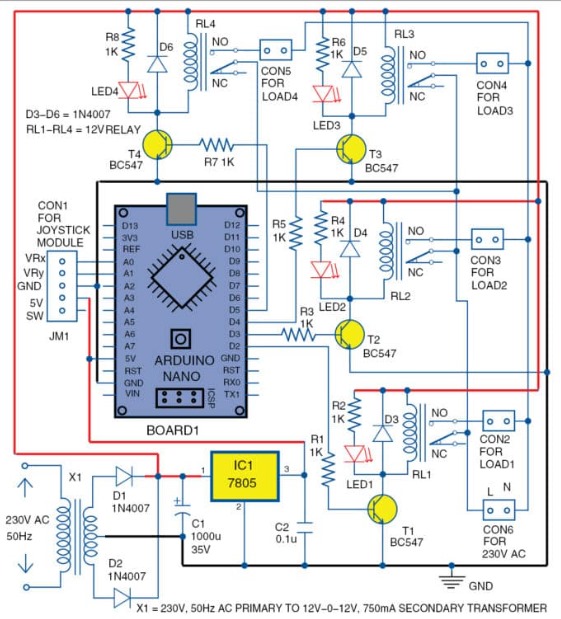 R8
1K
D6
RL4
NO
NC
CON5
FOR
LOAD4
R6
1K
D5
RL3
NO
NC
CON4
FOR
LOAD3
LED4
LED3
D3–D6 = 1N4007
RL1–RL4 = 12V RELAY
T4
BC547
R7 1K
T3
BC547
CON1
FOR
JOYSTICK
MODULE
VRx
VRy
GND
5V
SW
JM1
USB
D13
3V3
REF
A0
A1
A2
A3
A4
A5
A6
A7
5V
RST
GND
VIN
D12
D11
D10
D9
D8
D7
D6
D5
D4
D3
D2
GND
RST
RX0
TX1
ARDUINO
NANO
ICSP
BOARD1
R5
1K
R4
1K
D4
NO
NC
CON3
FOR
LOAD2
LED2
RL2
R3
1K
T2
BC547
R2
1K
D3
NO
NC
CON2
FOR
LOAD1
LED1
RL1
R1
1K
T1
BC547
L N
CON6
FOR
230V AC
X1
D1
1N4007
230V AC
50Hz
D2
1N4007
C1
1000u
35V
IC1
7805
1
3
2
C2
0.1u
GND
X1 = 230V, 50Hz AC PRIMARY TO 12V-0-12V, 750mA SECONDARY TRANSFORMER